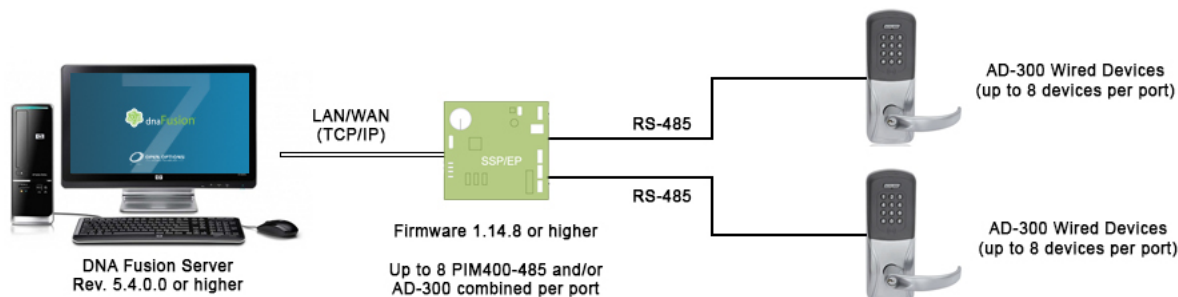 7
dnaFusion
OPEN OPTIONS
DNA Fusion Server
Rev. 5.4.0.0 or higher
LAN/WAN
(TCP/IP)
SSP/EP
Firmware 1.14.8 or higher
Up to 8 PIM400-485 and/or
AD-300 combined per port
RS-485
RS-485
AD-300 Wired Devices
(up to 8 devices per port)
AD-300 Wired Devices
(up to 8 devices per port)